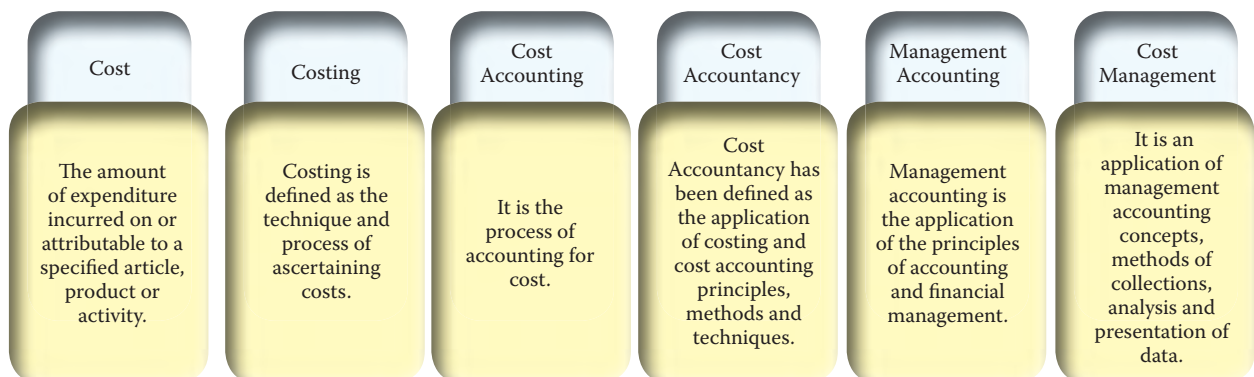 Cost
Costing
Cost
Accounting
Cost
Accountancy
Management
Accounting
Cost
Management
The amount
of expenditure
incurred on or
attributable to a
specified article,
product or
activity.
Costing is
defined as the
technique and
process of
ascertaining
costs.
It is the
process of
accounting for
cost.
Cost
Accountancy has
been defined as
the application
of costing and
cost accounting
principles,
methods and
techniques.
Management
accounting is
the application
of the principles
of accounting
and financial
management.
It is an
application of
management
accounting
concepts,
methods of
collections,
analysis and
presentation of
data.